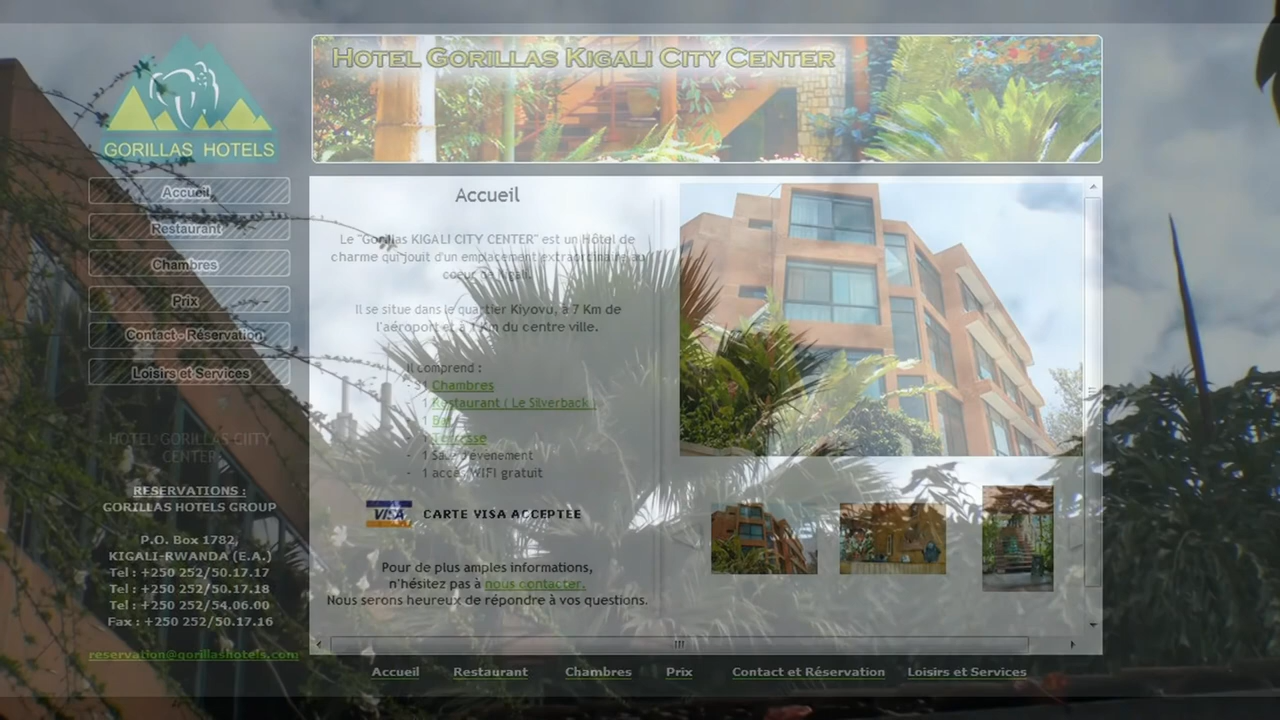 HOTEL GORILLAS KIGALI CITY CENTER
GORILLAS HOTELS
Accueil
Restaurant
Chambres
Prix
Contact - Réservation
Loisirs et Services
HOTEL GORILLAS CIITY
CENTER
RESERVATIONS :
GORILLAS HOTELS GROUP
P.O. Box 1782,
KIGALI-RWANDA (E.A.)
Tel : +250 252/50.17.17
Tel : +250 252/50.17.18
Tel : +250 252/54.06.00
Fax : +250 252/50.17.16
reservation@gorillashotels.com
Accueil
Le "Gorillas KIGALI CITY CENTER" est un Hôtel de
charme qui jouit d'un emplacement extraordinaire au
coeur de Kigali.
Il se situe dans le quartier Kiyovu, à 7 Km de
l'aéroport et à 1 Km du centre ville.
Il comprend :
31 Chambres
1 Restaurant ( Le Silverback )
1 Terrasse
- 1 Salle d'évenement
- 1 accès WIFI gratuit
VISA CARTE VISA ACCEPTEE
Pour de plus amples informations,
n'hésitez pas à nous contacter.
Nous serons heureux de répondre à vos questions.
Accueil Restaurant Chambres Prix Contact et Réservation Loisirs et Services